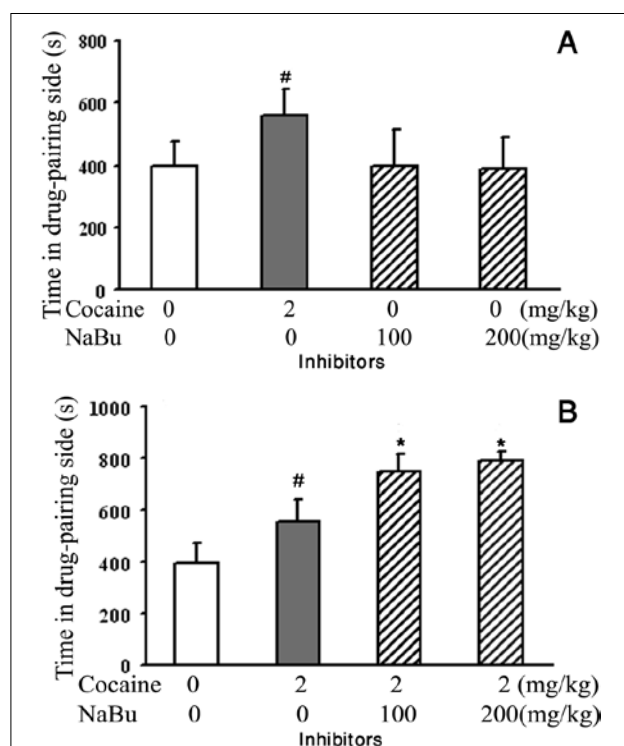 A
Time in drug-pairing side (s)
800
600
400
200
0
#
Cocaine 0 2 0 0 (mg/kg)
NaBu 0 0 100 200(mg/kg)
Inhibitors
B
Time in drug-pairing side (s)
1000
800
600
400
200
0
#
*
*
Cocaine 0 2 2 2 (mg/kg)
NaBu 0 0 100 200(mg/kg)
Inhibitors